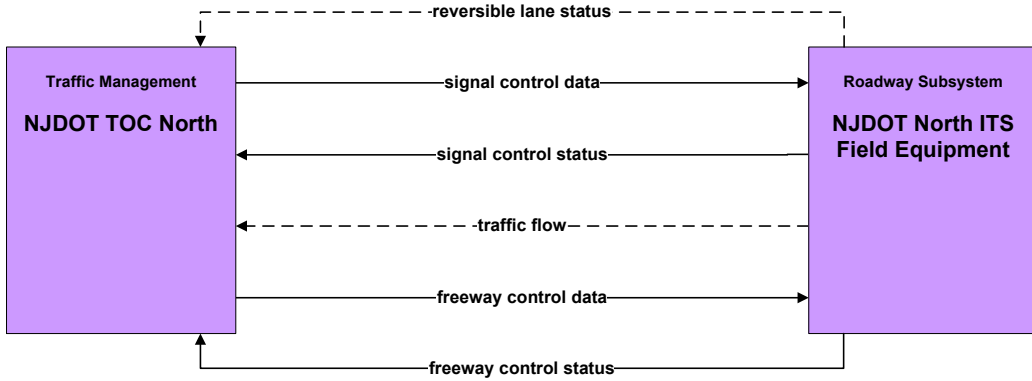 reversible lane status
Traffic Management
NJDOT TOC North
signal control data
Roadway Subsystem
NJDOT North ITS
Field Equipment
signal control status
traffic flow
freeway control data
freeway control status